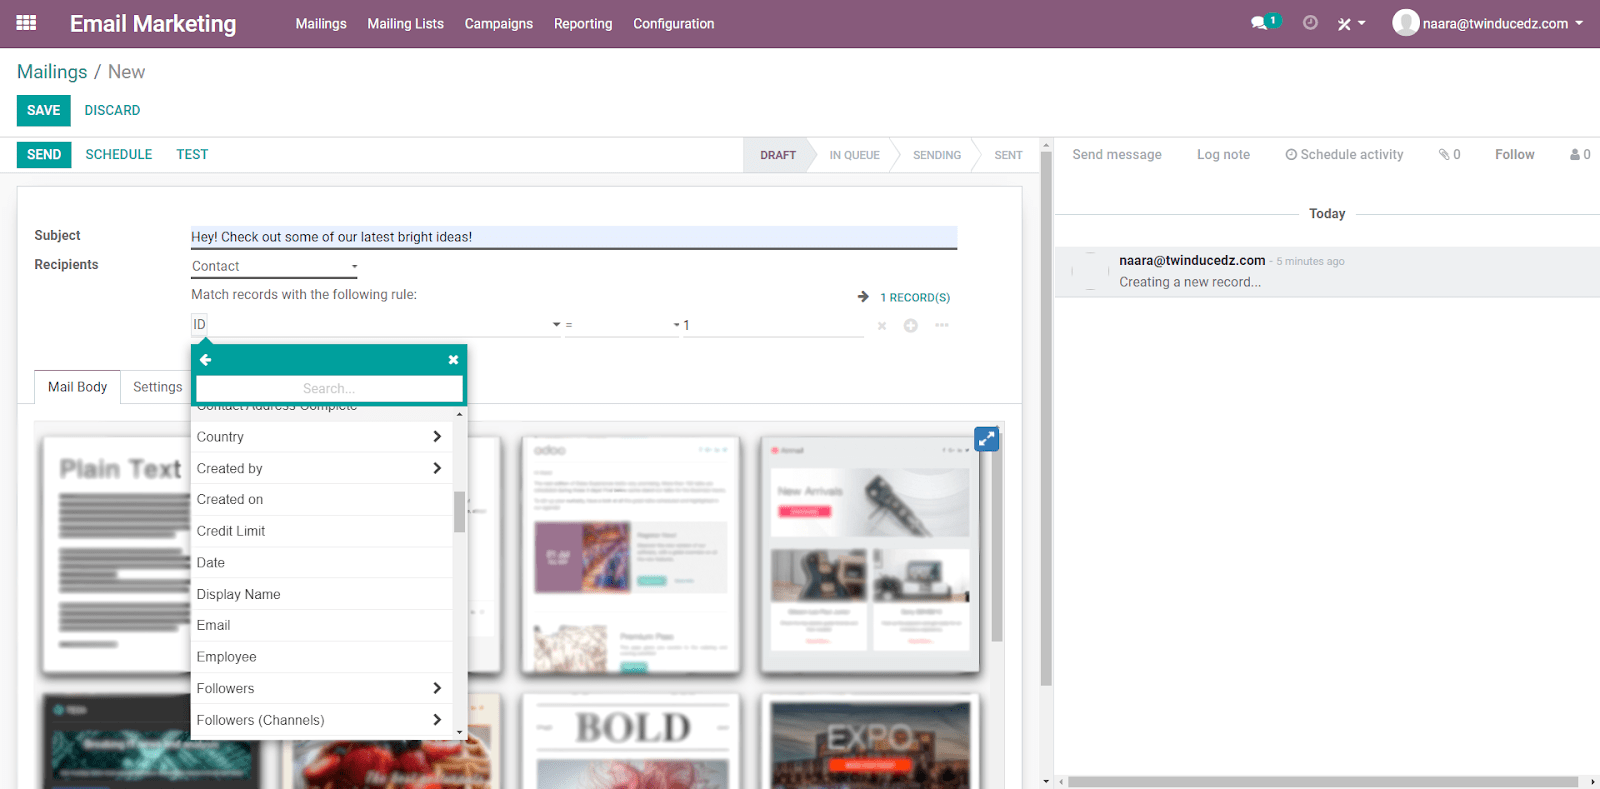 Email Marketing Mailings Mailing Lists Campaigns Reporting Configuration 1 naara@twinducedz.com
Mailings / New
SAVE DISCARD
SEND SCHEDULE TEST DRAFT IN QUEUE SENDING SENT Send message Log note Schedule activity 0 Follow 0
Today
Subject Hey! Check out some of our latest bright ideas!
Recipients Contact
naara@twinducedz.com - 5 minutes ago
Creating a new record...
Match records with the following rule: 1 RECORD(S)
ID = 1
Mail Body Settings
Search...
Contact Address Complete
Country
Created by
Created on
Credit Limit
Date
Display Name
Email
Employee
Followers
Followers (Channels)
Plain Text
odoo
New Arrivals
Premium Pass
BOLD
EXPO